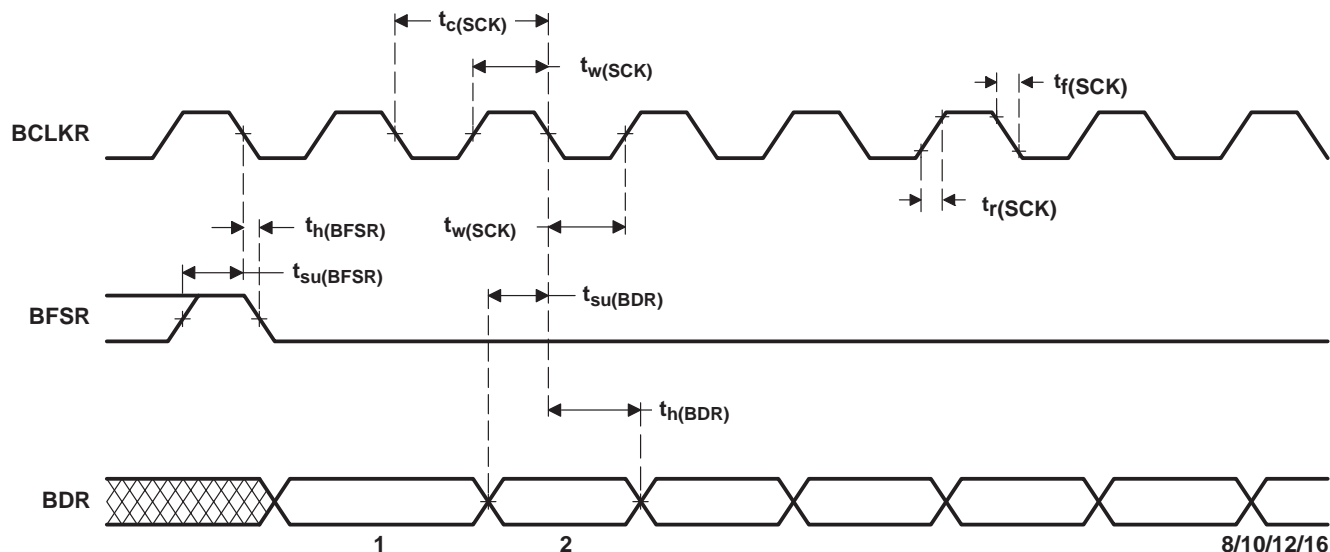 tc(SCK)
tw(SCK)
tf(SCK)
BCLKR
tr(SCK)
th(BFSR)
tw(SCK)
tsu(BFSR)
tsu(BDR)
BFSR
th(BDR)
BDR
1 2 8/10/12/16